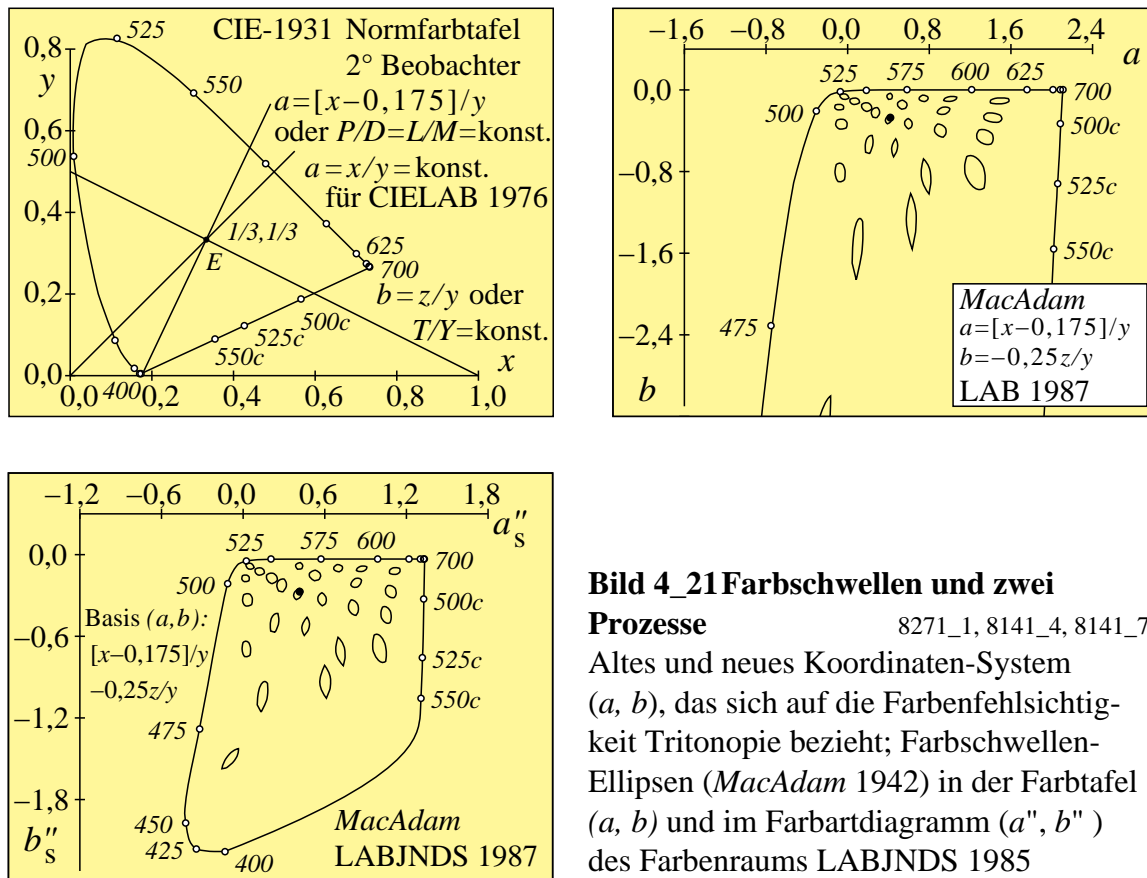 CIE-1931 Normfarbtafel
2° Beobachter
a=[x−0,175]/y
oder P/D=L/M=konst.
a=x/y=konst.
für CIELAB 1976
b=z/y oder
T/Y=konst.
y
0,8
0,6
0,4
0,2
0,0
0,0 0,2 0,4 0,6 0,8 1,0
x
525
550
500
1/3,1/3
E
625
700
500c
525c
550c
400
−1,6 −0,8 0,0 0,8 1,6 2,4
a
525 575 600 625
0,0
700
500
500c
−0,8
525c
−1,6
550c
475
−2,4
b
MacAdam
a=[x−0,175]/y
b=−0,25z/y
LAB 1987
−1,2 −0,6 0,0 0,6 1,2 1,8
a″s
525 575 600
0,0
700
500
500c
Basis (a,b):
−0,6
[x−0,175]/y
525c
−0,25z/y
550c
−1,2
475
−1,8
450
425
400
b″s
MacAdam
LABJNDS 1987
Bild 4_21Farbschwellen und zwei
Prozesse 8271_1, 8141_4, 8141_7
Altes und neues Koordinaten-System
(a, b), das sich auf die Farbenfehlsichtig-
keit Tritonopie bezieht; Farbschwellen-
Ellipsen (MacAdam 1942) in der Farbtafel
(a, b) und im Farbartdiagramm (a", b" )
des Farbenraums LABJNDS 1985